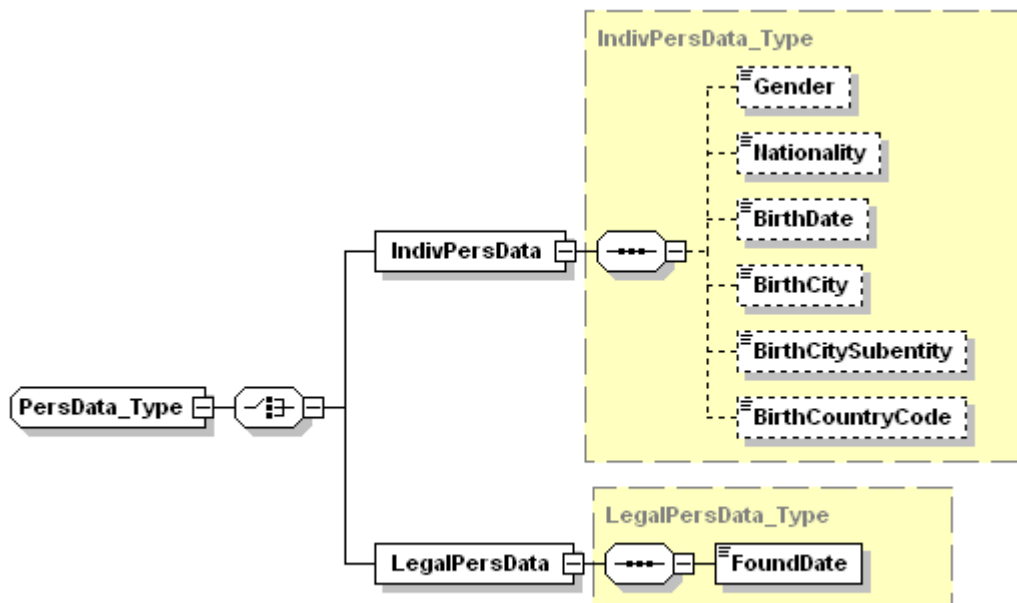 IndivPersData_Type
Gender
Nationality
BirthDate
BirthCity
BirthCitySubentity
BirthCountryCode
IndivPersData
PersData_Type
LegalPersData_Type
LegalPersData
FoundDate